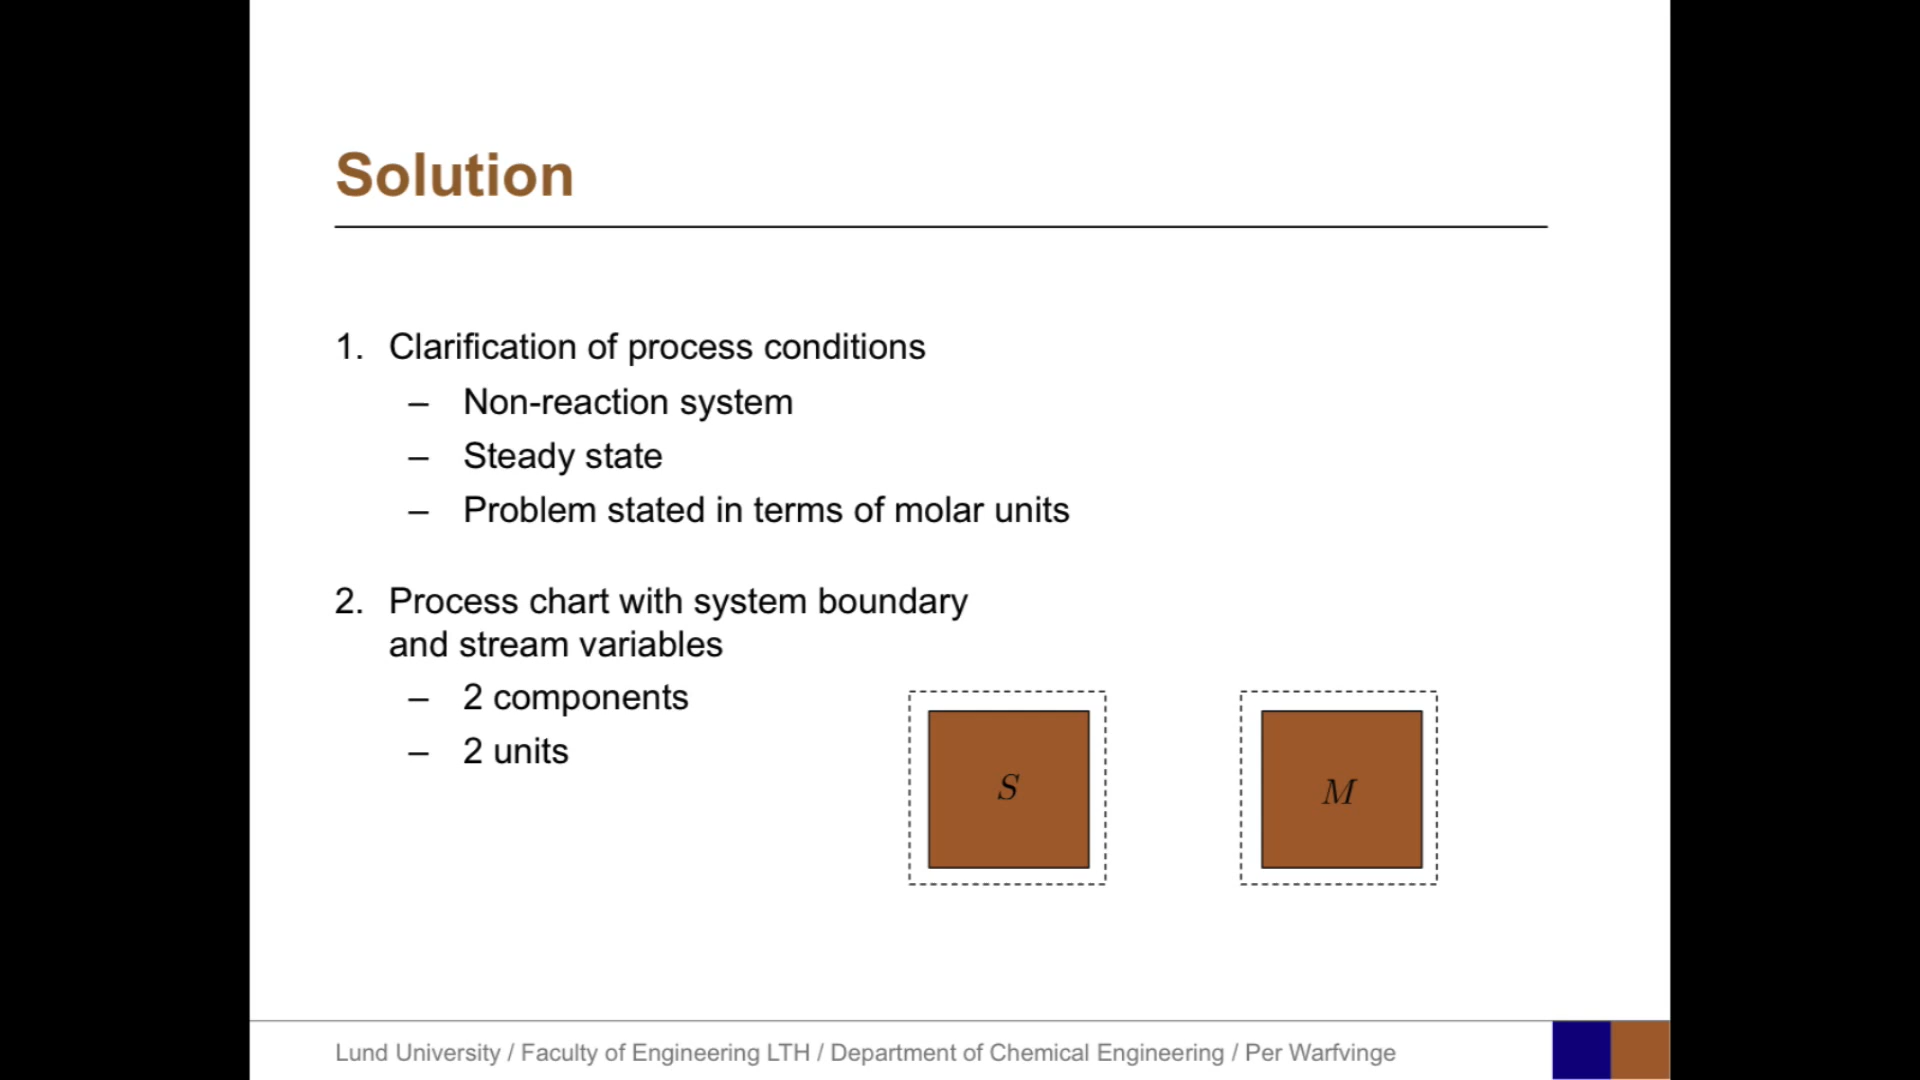 Solution
1. Clarification of process conditions
– Non-reaction system
– Steady state
– Problem stated in terms of molar units
2. Process chart with system boundary
and stream variables
– 2 components
– 2 units
S
M
Lund University / Faculty of Engineering LTH / Department of Chemical Engineering / Per Warfvinge